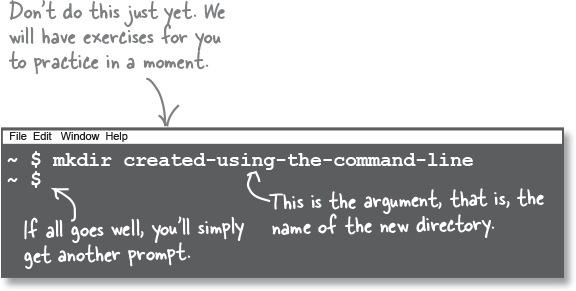 Don't do this just yet. We
will have exercises for you
to practice in a moment.
File Edit Window Help
~ $ mkdir created-using-the-command-line
~ $
This is the argument, that is, the
name of the new directory.
If all goes well, you'll simply
get another prompt.